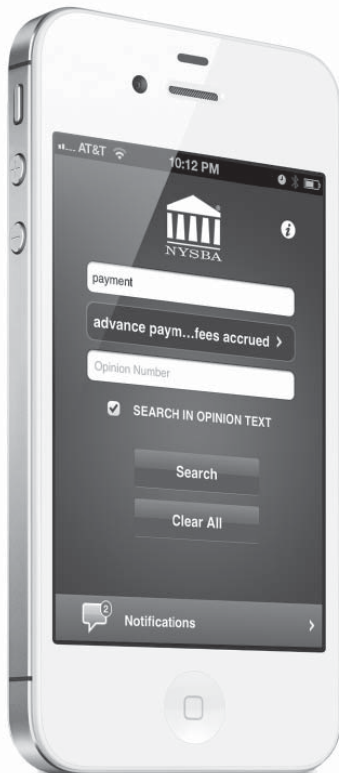 AT&T
10:12 PM
NYSBA
payment
advance paym...fees accrued >
Opinion Number
SEARCH IN OPINION TEXT
Search
Clear All
2
Notifications